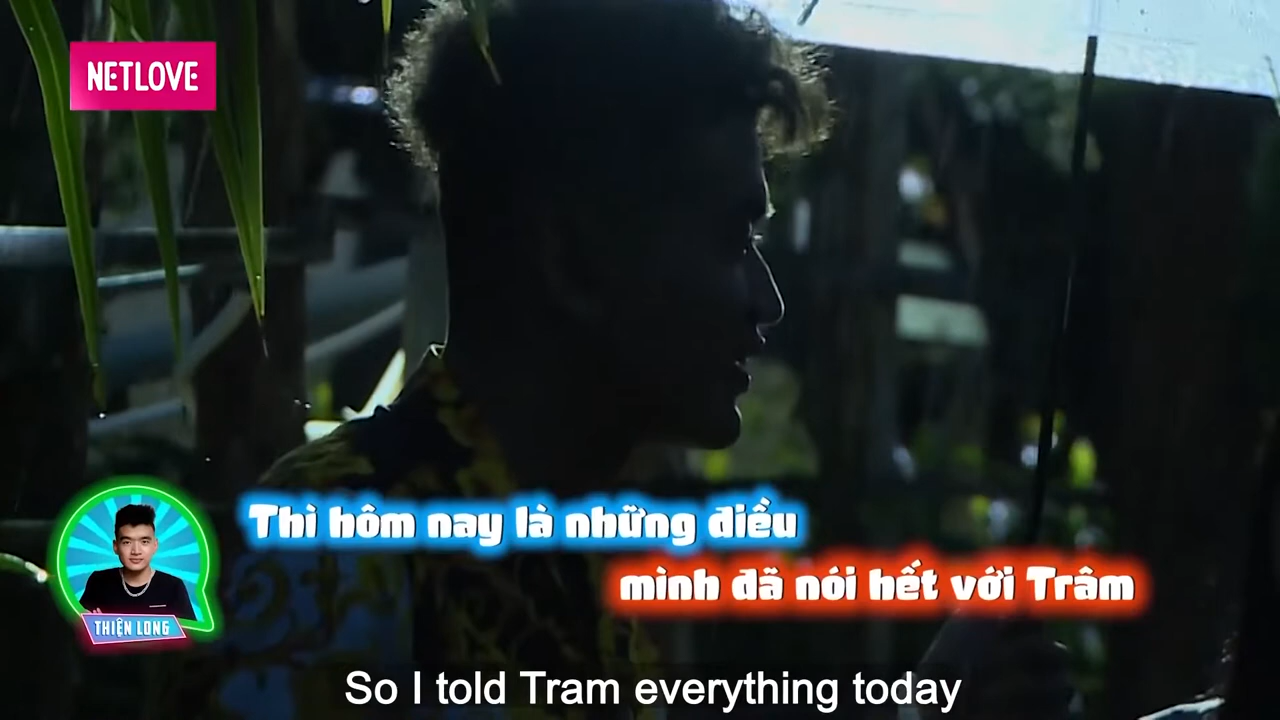 NETLOVE
Thì hôm nay là những điều
mình đã nói hết với Trâm
THIỆN LONG
So I told Tram everything today